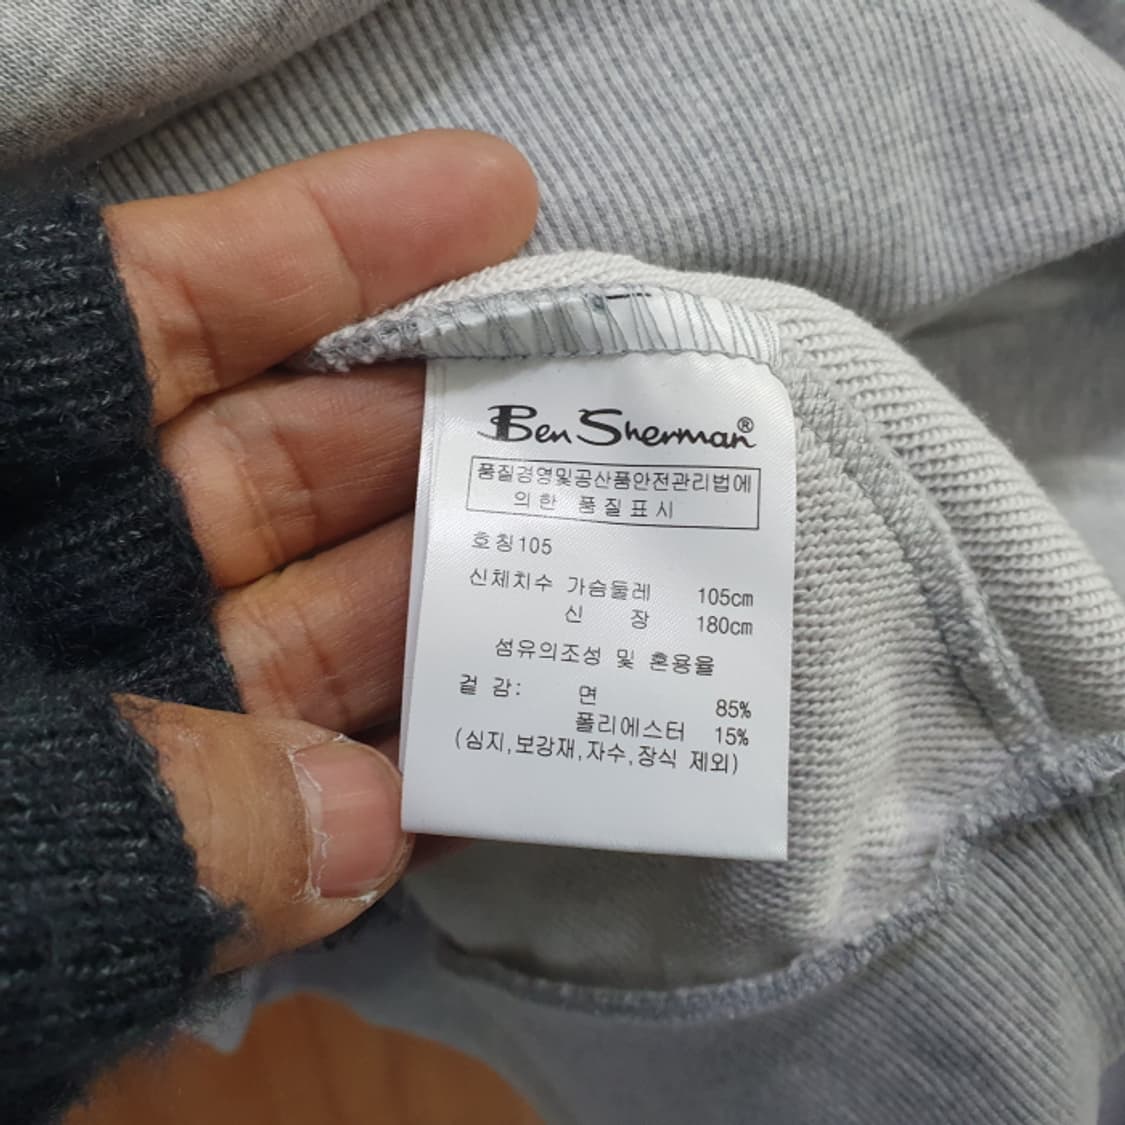 Ben Sherman®
품질경영및공산품안전관리법에
의한 품질표시
호칭105
신체치수 가슴둘레 105cm
신 장 180cm
섬유의조성 및 혼용율
겉 감: 면 85%
폴리에스터 15%
(심지,보강재,자수,장식 제외)